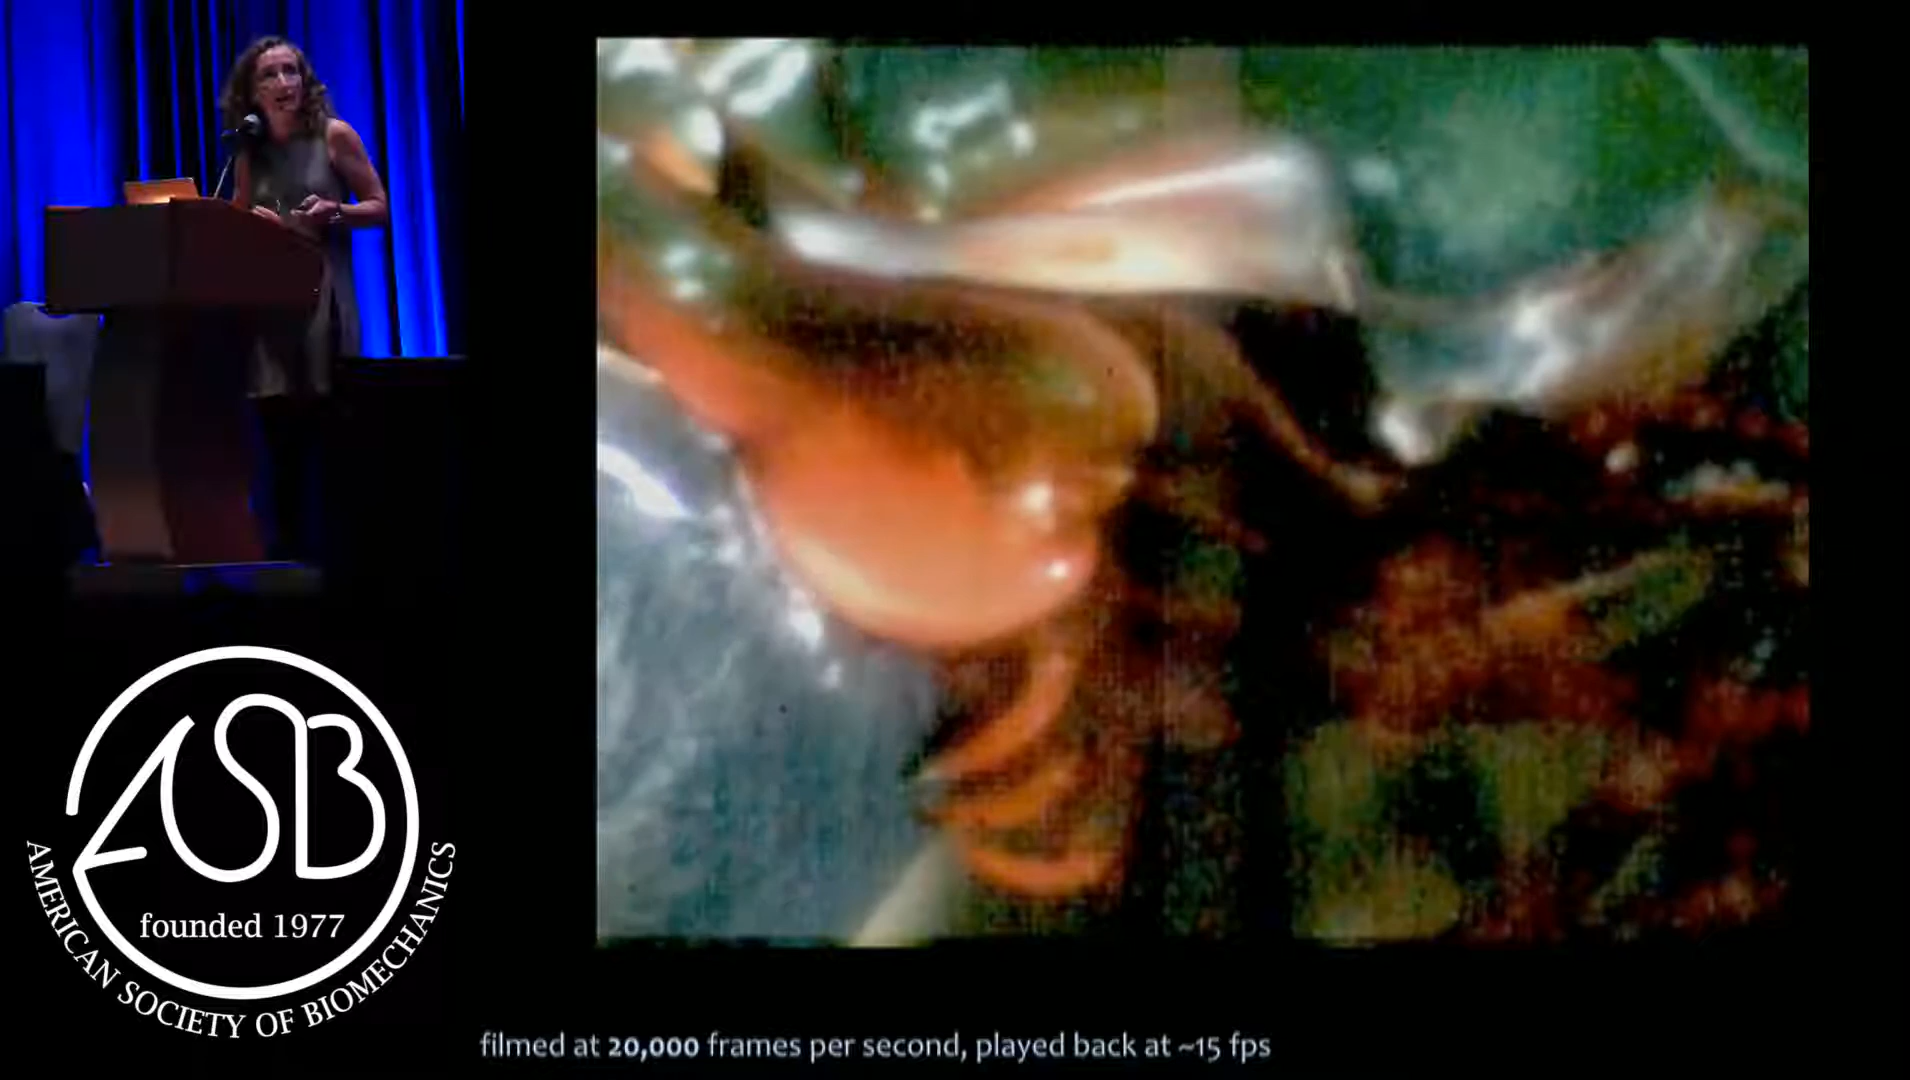 ASB
founded 1977
AMERICAN SOCIETY OF BIOMECHANICS
filmed at 20,000 frames per second, played back at ~15 fps